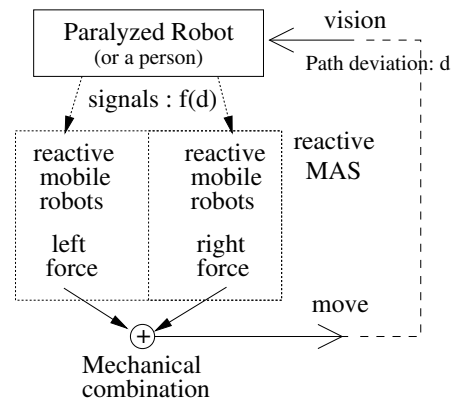 Paralyzed Robot
(or a person)
vision
Path deviation: d
signals : f(d)
reactive
mobile
robots
left
force
reactive
mobile
robots
right
force
reactive
MAS
move
+
Mechanical
combination